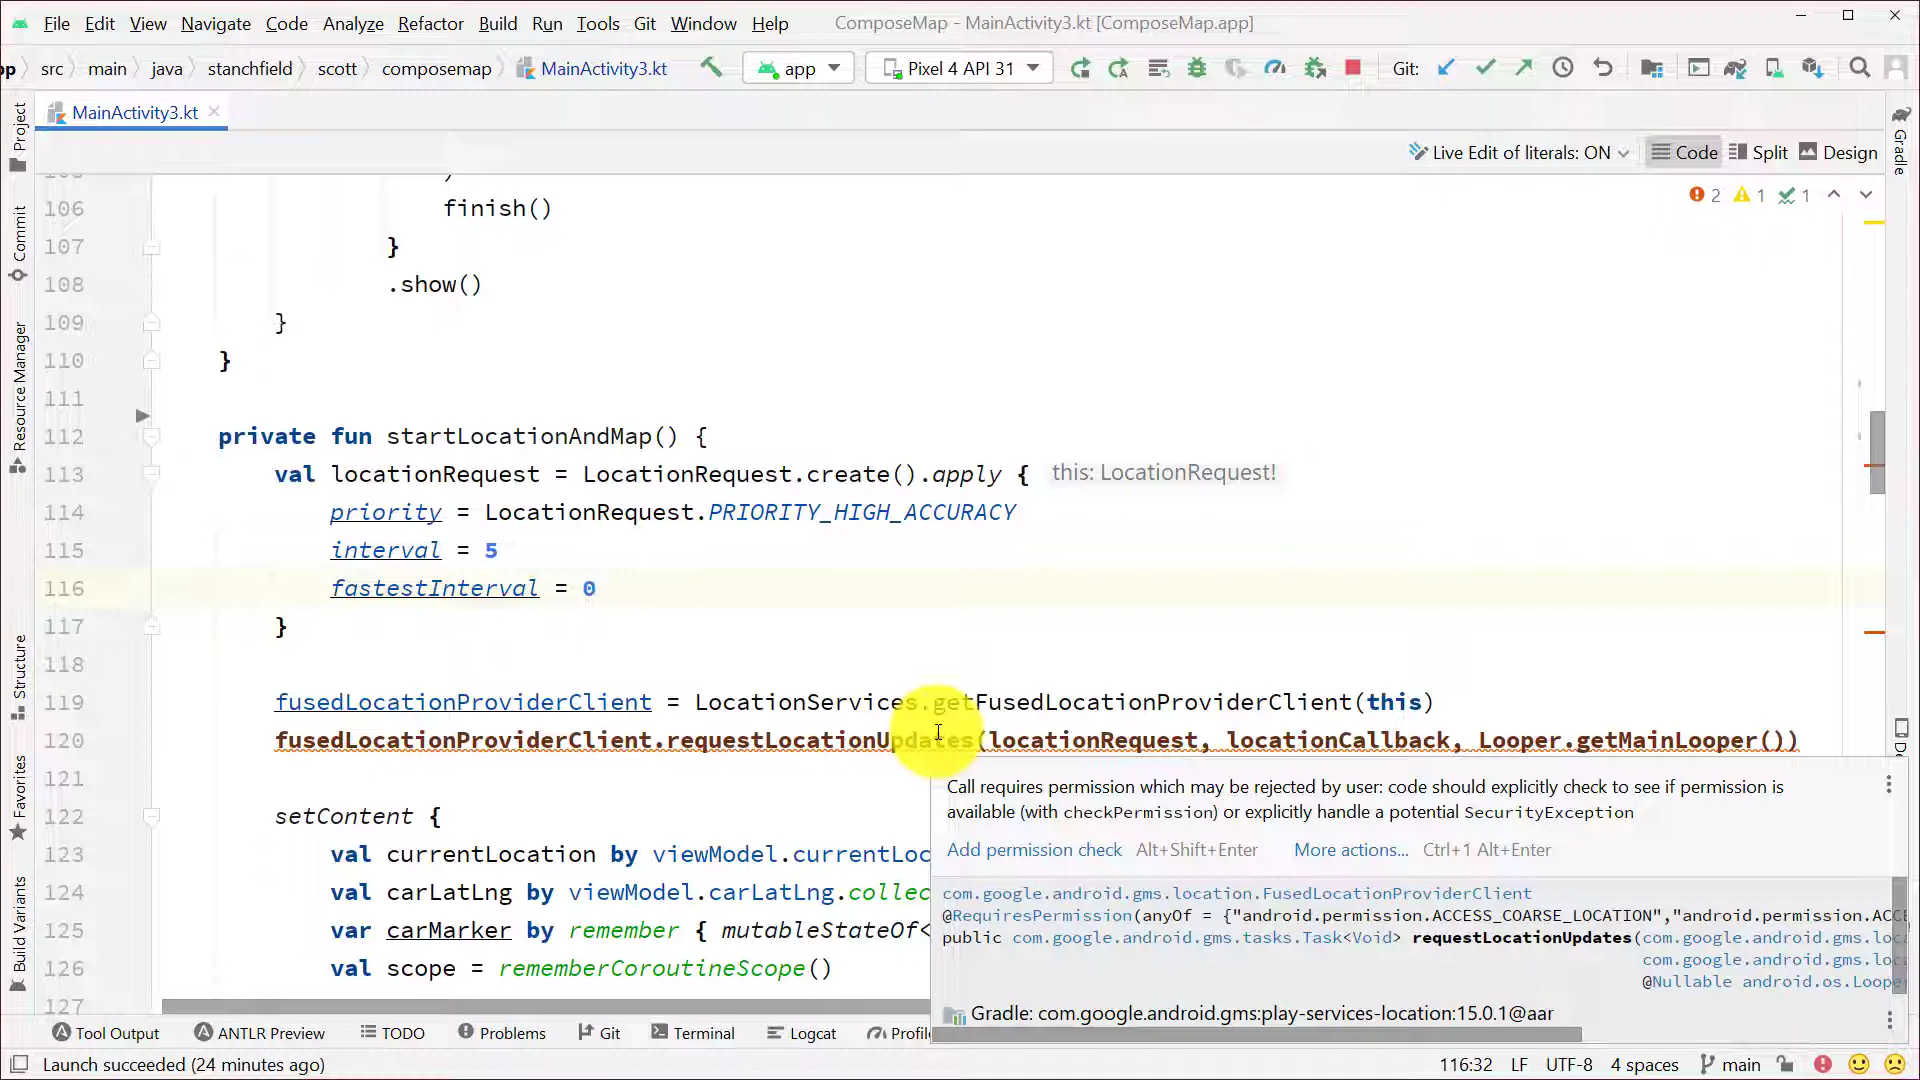 File Edit View Navigate Code Analyze Refactor Build Run Tools Git Window Help ComposeMap - MainActivity3.kt [ComposeMap.app]
src main java stanchfield scott composemap MainActivity3.kt app Pixel 4 API 31 Git:
MainActivity3.kt
Live Edit of literals: ON Code Split Design
2 1 1
106 finish()
107 }
108 .show()
109 }
110 }
111
112 private fun startLocationAndMap() {
113 val locationRequest = LocationRequest.create().apply { this: LocationRequest!
114 priority = LocationRequest.PRIORITY_HIGH_ACCURACY
115 interval = 5
116 fastestInterval = 0
117 }
118
119 fusedLocationProviderClient = LocationServices.getFusedLocationProviderClient(this)
120 fusedLocationProviderClient.requestLocationUpdates(locationRequest, locationCallback, Looper.getMainLooper())
121
122 setContent {
123 val currentLocation by viewModel.currentLoc
124 val carLatLng by viewModel.carLatLng.collec
125 var carMarker by remember { mutableStateOf<
126 val scope = rememberCoroutineScope()
127
Call requires permission which may be rejected by user: code should explicitly check to see if permission is
available (with checkPermission) or explicitly handle a potential SecurityException
Add permission check Alt+Shift+Enter More actions... Ctrl+1 Alt+Enter
com.google.android.gms.location.FusedLocationProviderClient
@RequiresPermission(anyOf = {"android.permission.ACCESS_COARSE_LOCATION","android.permission.ACCE
public com.google.android.gms.tasks.Task<Void> requestLocationUpdates(com.google.android.gms.loca
com.google.android.gms.loca
@Nullable android.os.Loope
Gradle: com.google.android.gms:play-services-location:15.0.1@aar
Project
Commit
Resource Manager
Structure
Favorites
Build Variants
Gradle
Tool Output ANTLR Preview TODO Problems Git Terminal Logcat Profil
Launch succeeded (24 minutes ago) 116:32 LF UTF-8 4 spaces main